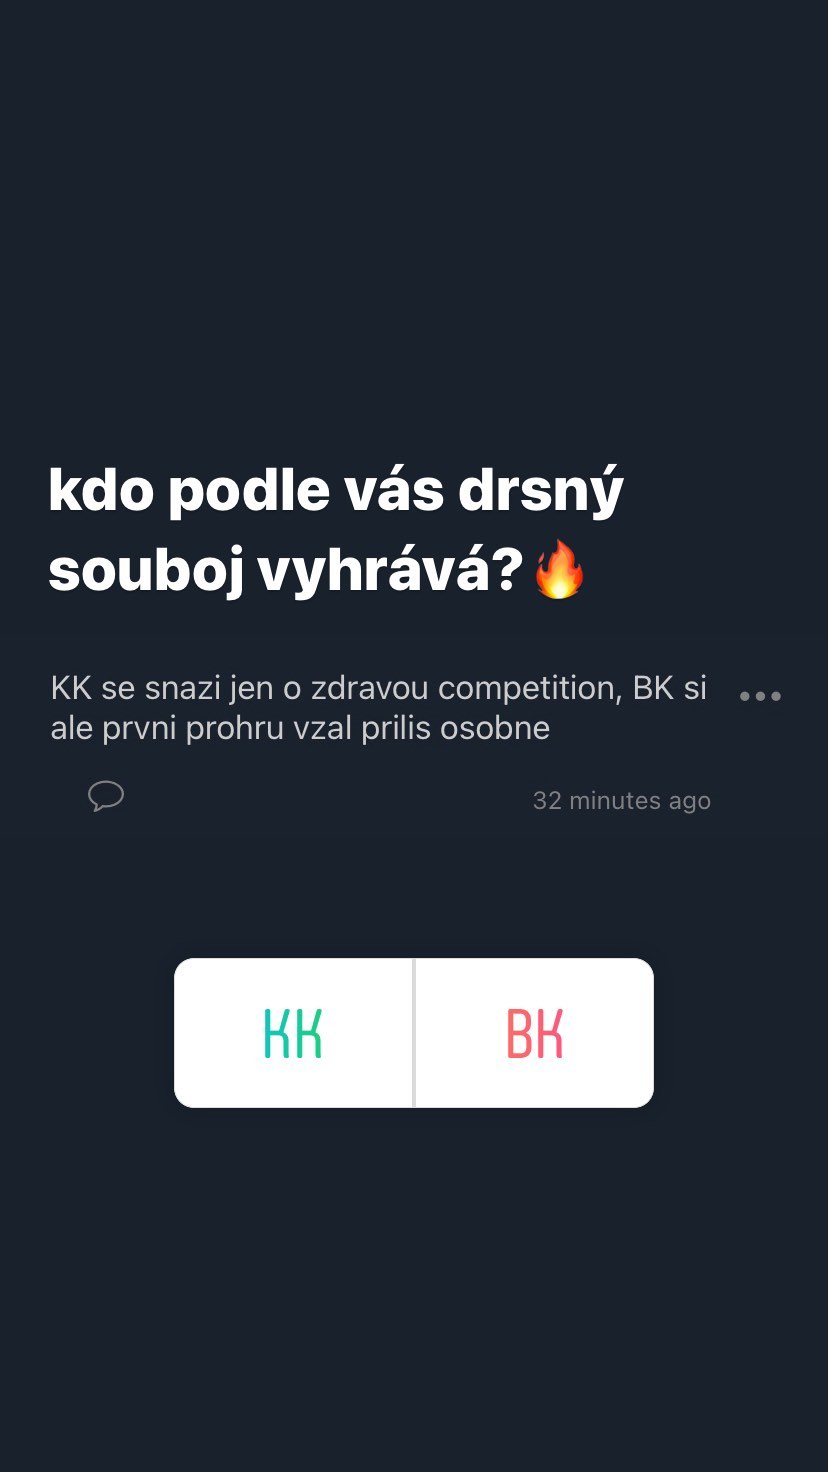 kdo podle vás drsný
souboj vyhrává?🔥
KK se snazi jen o zdravou competition, BK si
ale prvni prohru vzal prilis osobne
32 minutes ago
KK
BK